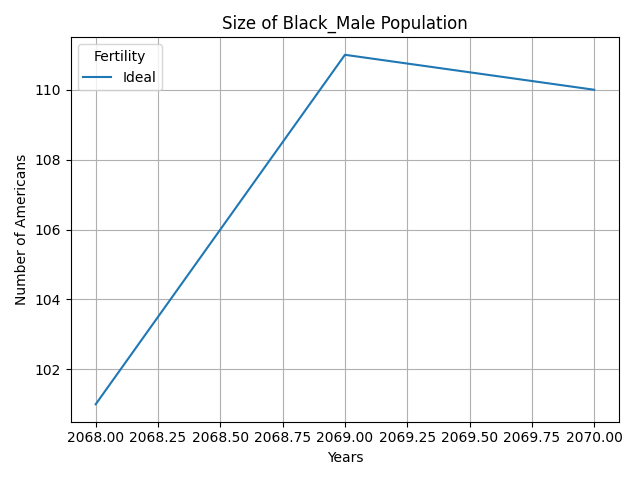 Size of Black_Male Population
Fertility
Ideal
Number of Americans
110
108
106
104
102
2068.00 2068.25 2068.50 2068.75 2069.00 2069.25 2069.50 2069.75 2070.00
Years